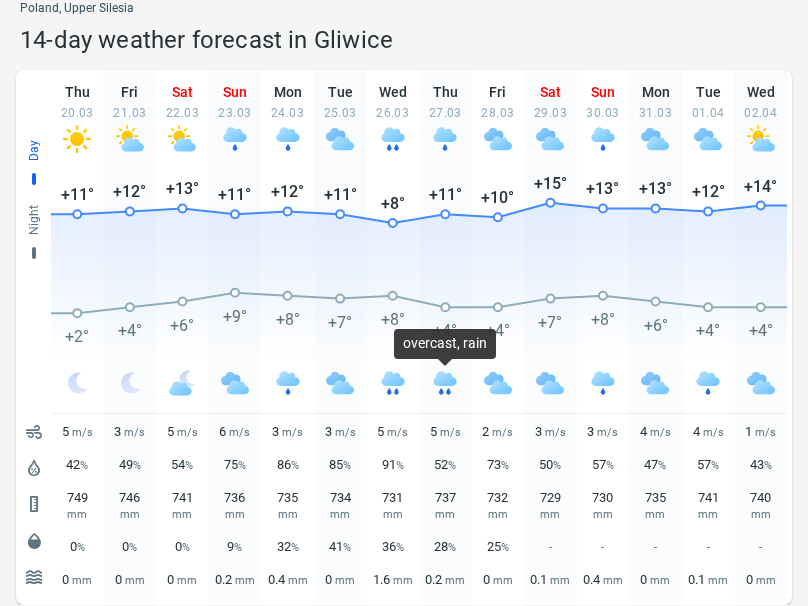 Poland, Upper Silesia
14-day weather forecast in Gliwice
Thu Fri Sat Sun Mon Tue Wed Thu Fri Sat Sun Mon Tue Wed
20.03 21.03 22.03 23.03 24.03 25.03 26.03 27.03 28.03 29.03 30.03 31.03 01.04 02.04
Day
+11° +12° +13° +11° +12° +11° +8° +11° +10° +15° +13° +13° +12° +14°
Night
+2° +4° +6° +9° +8° +7° +8° +4° +4° +7° +8° +6° +4° +4°
overcast, rain
5 m/s 3 m/s 5 m/s 6 m/s 3 m/s 3 m/s 5 m/s 5 m/s 2 m/s 3 m/s 3 m/s 4 m/s 4 m/s 1 m/s
42% 49% 54% 75% 86% 85% 91% 52% 73% 50% 57% 47% 57% 43%
749 746 741 736 735 734 731 737 732 729 730 735 741 740
mm mm mm mm mm mm mm mm mm mm mm mm mm mm
0% 0% 0% 9% 32% 41% 36% 28% 25% - - - - -
0 mm 0 mm 0 mm 0.2 mm 0.4 mm 0 mm 1.6 mm 0.2 mm 0 mm 0.1 mm 0.4 mm 0 mm 0.1 mm 0 mm